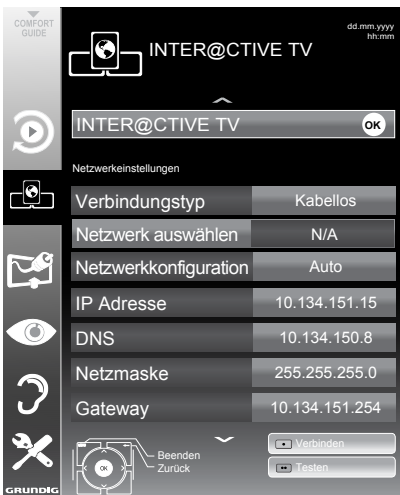 COMFORT
GUIDE
INTER@CTIVE TV
dd.mm.yyyy
hh:mm
INTER@CTIVE TV
OK
Netzwerkeinstellungen
Verbindungstyp Kabellos
Netzwerk auswählen N/A
Netzwerkkonfiguration Auto
IP Adresse 10.134.151.15
DNS 10.134.150.8
Netzmaske 255.255.255.0
Gateway 10.134.151.254
OK
Beenden
Zurück
Verbinden
Testen
GRUNDIG